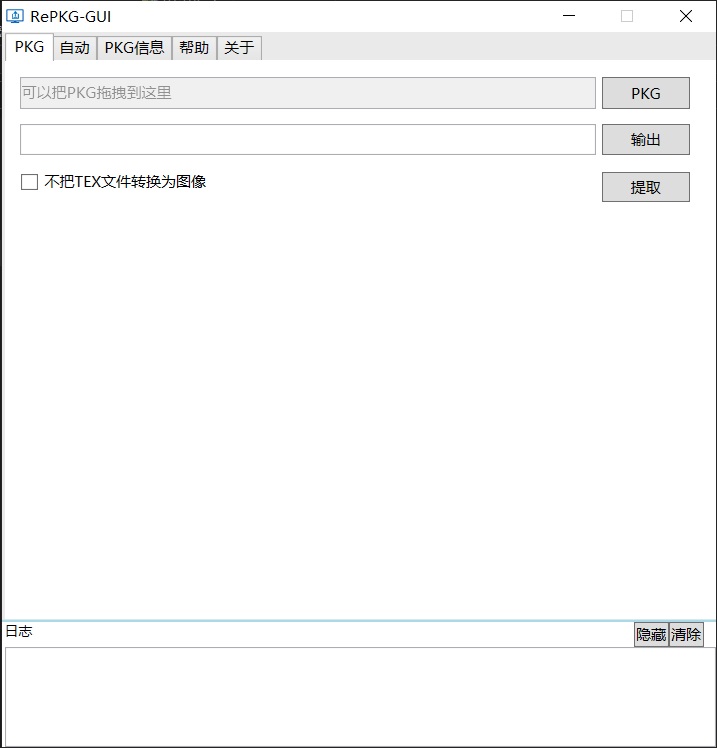 RePKG-GUI
PKG 自动 PKG信息 帮助 关于
可以把PKG拖拽到这里 PKG
输出
不把TEX文件转换为图像 提取
日志 隐藏 清除